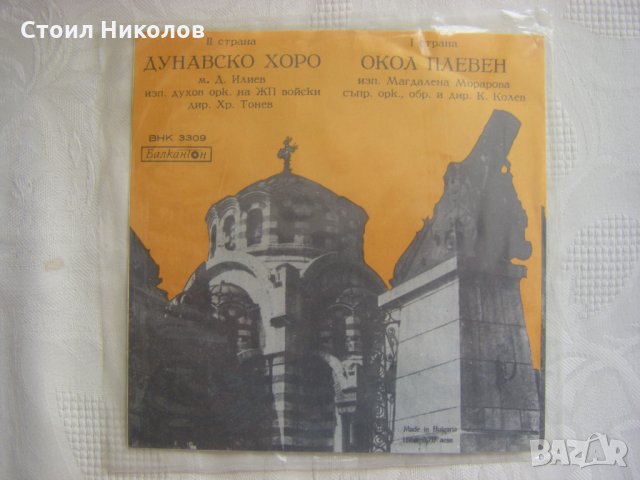 Стоил Николов
II страна
ДУНАВСКО ХОРО
м. Д. Илиев
изп. духов орк. на ЖП войски
дир. Хр. Тонев
I страна
ОКОЛ ПЛЕВЕН
изп. Магдалена Морарова
съпр. орк., обр. и дир. К. Колев
ВНК 3309
Балкантон
Made in Bulgaria
лева
BAZAR